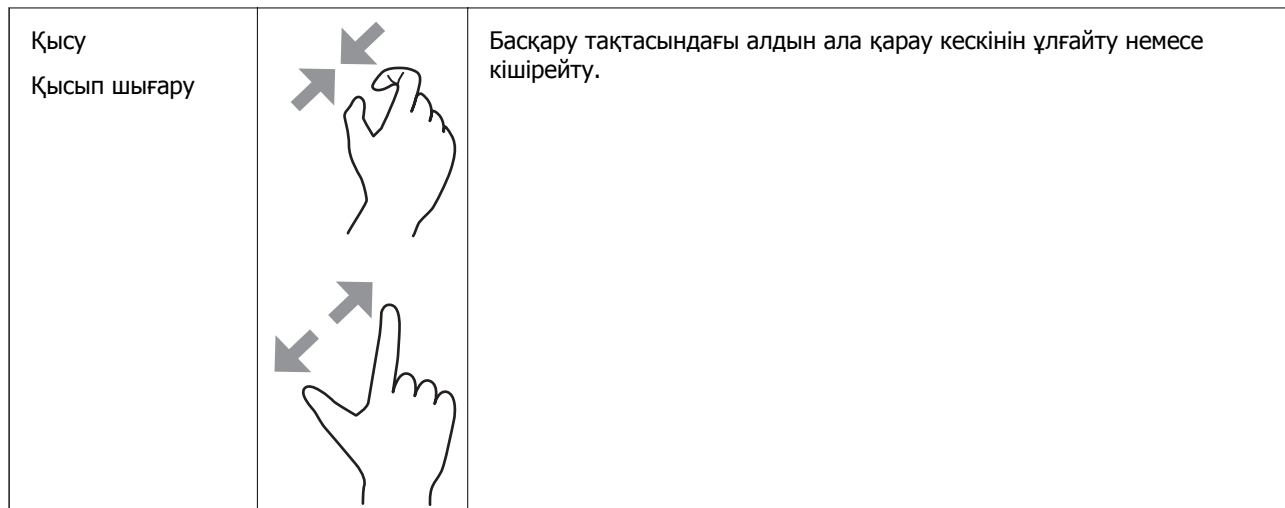 Қысу
Қысып шығару
Басқару тақтасындағы алдын ала қарау кескінін ұлғайту немесе
кішірейту.